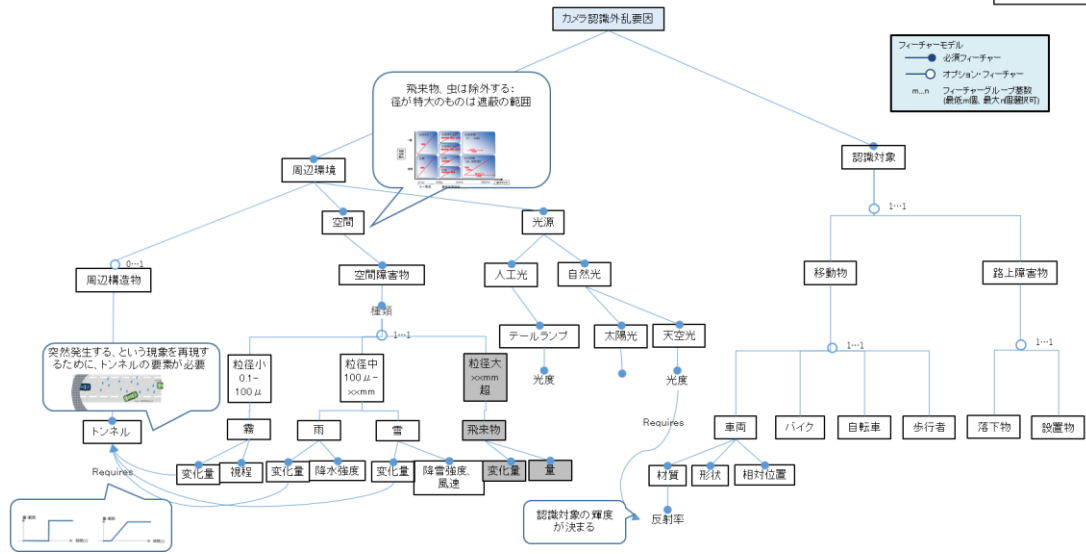 カメラ認識外乱要因
フィーチャーモデル
必須フィーチャー
オプション・フィーチャー
m...n フィーチャーグループ基数
(最低m個、最大n個選択可)
飛来物、虫は除外する:
径が特大のものは遮蔽の範囲
周辺環境
認識対象
空間
光源
1…1
0…1
周辺構造物
空間障害物
人工光
自然光
移動物
路上障害物
種類
1…1
テールランプ
太陽光
天空光
突然発生する、という現象を再現す
るために、トンネルの要素が必要
粒径小
0.1-
100μ
粒径中
100μ-
××mm
粒径大
××mm
超
光度
光度
1…1
1…1
トンネル
霧
雨
雪
飛来物
Requires
車両
バイク
自転車
歩行者
落下物
設置物
Requires
変化量
視程
変化量
降水強度
変化量
降雪強度、
風速
変化量
量
材質
形状
相対位置
認識対象の輝度
が決まる
反射率